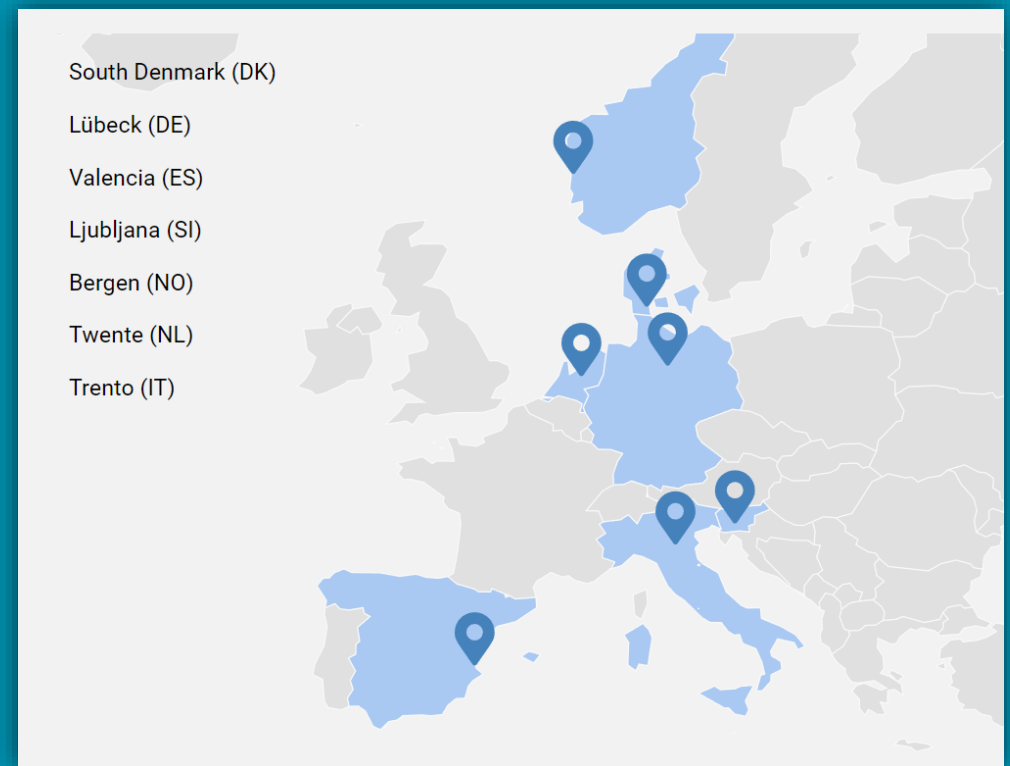 South Denmark (DK)
Lübeck (DE)
Valencia (ES)
Ljubljana (SI)
Bergen (NO)
Twente (NL)
Trento (IT)